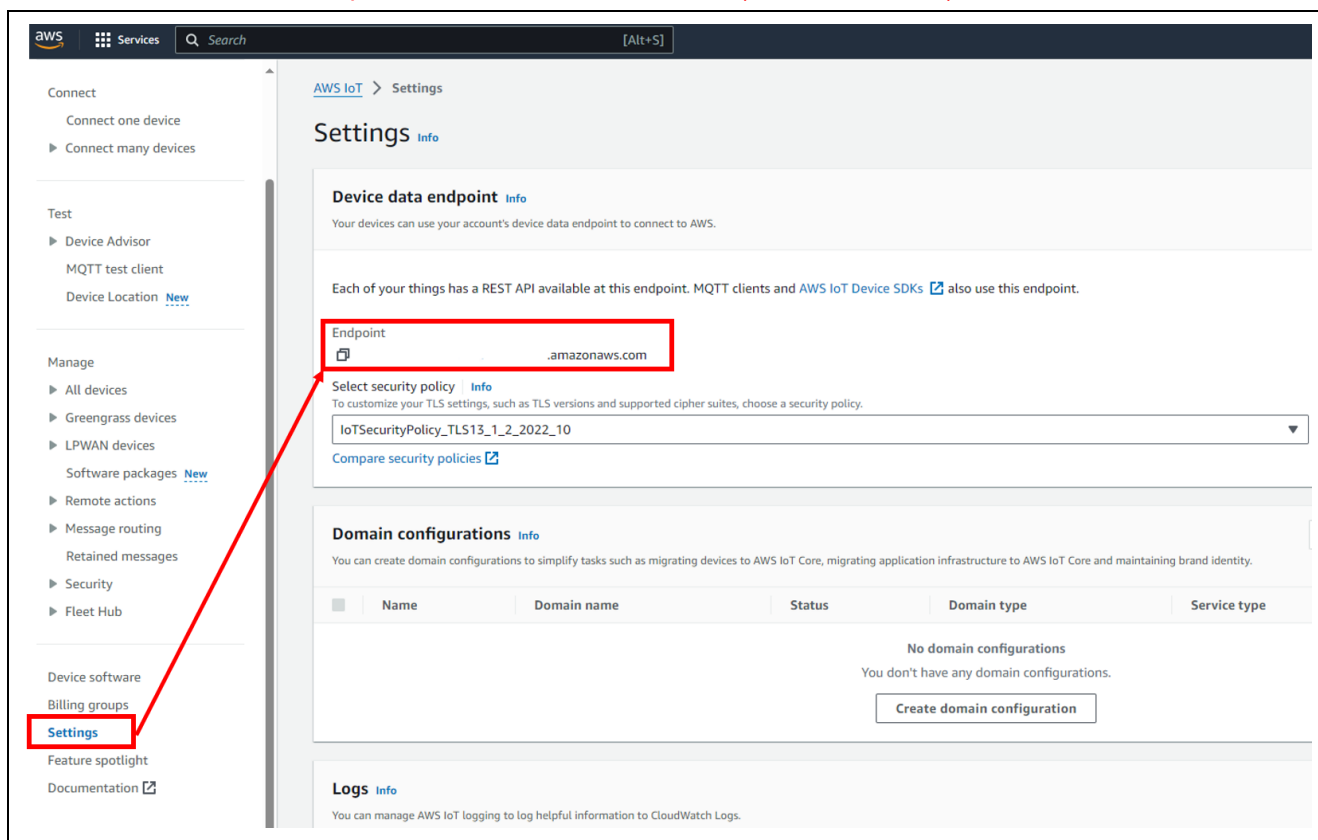 aws Services Search [Alt+S]
Connect
Connect one device
Connect many devices
Test
Device Advisor
MQTT test client
Device Location New
Manage
All devices
Greengrass devices
LPWAN devices
Software packages New
Remote actions
Message routing
Retained messages
Security
Fleet Hub
Device software
Billing groups
Settings
Feature spotlight
Documentation
AWS IoT > Settings
Settings Info
Device data endpoint Info
Your devices can use your account's device data endpoint to connect to AWS.
Each of your things has a REST API available at this endpoint. MQTT clients and AWS IoT Device SDKs also use this endpoint.
Endpoint
.amazonaws.com
Select security policy Info
To customize your TLS settings, such as TLS versions and supported cipher suites, choose a security policy.
IoTSecurityPolicy_TLS13_1_2_2022_10
Compare security policies
Domain configurations Info
You can create domain configurations to simplify tasks such as migrating devices to AWS IoT Core, migrating application infrastructure to AWS IoT Core and maintaining brand identity.
Name Domain name Status Domain type Service type
No domain configurations
You don't have any domain configurations.
Create domain configuration
Logs Info
You can manage AWS IoT logging to log helpful information to CloudWatch Logs.